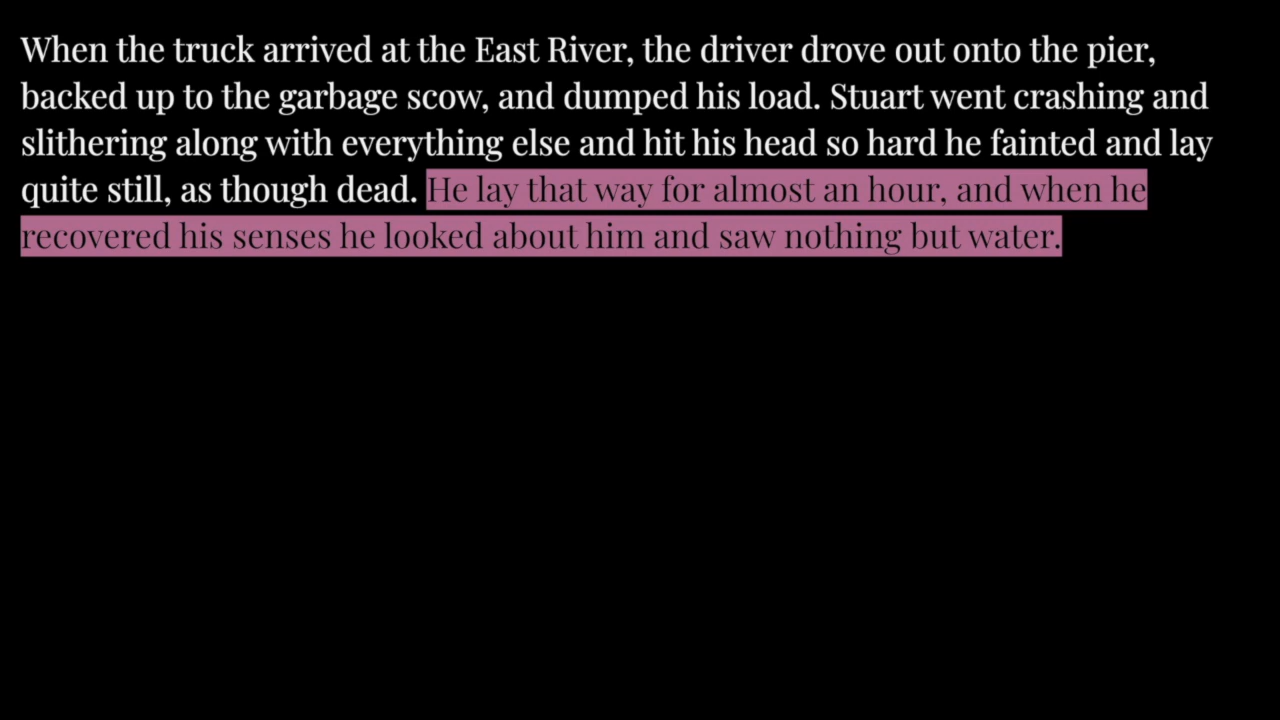 When the truck arrived at the East River, the driver drove out onto the pier,
backed up to the garbage scow, and dumped his load. Stuart went crashing and
slithering along with everything else and hit his head so hard he fainted and lay
quite still, as though dead. He lay that way for almost an hour, and when he
recovered his senses he looked about him and saw nothing but water.